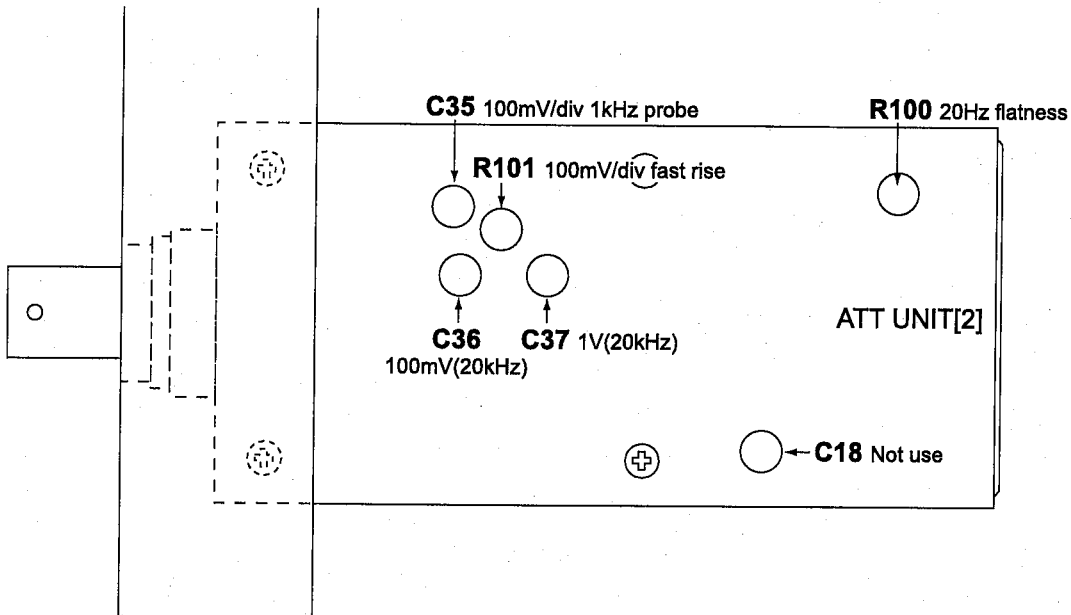 C35 100mV/div 1kHz probe
R100 20Hz flatness
R101 100mV/div fast rise
C36
100mV(20kHz)
C37 1V(20kHz)
ATT UNIT[2]
C18 Not use